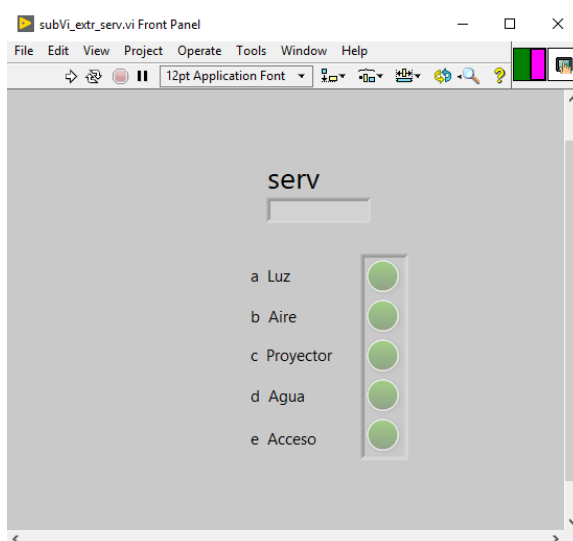 subVi_extr_serv.vi Front Panel
File Edit View Project Operate Tools Window Help
12pt Application Font
serv
a Luz
b Aire
c Proyector
d Agua
e Acceso